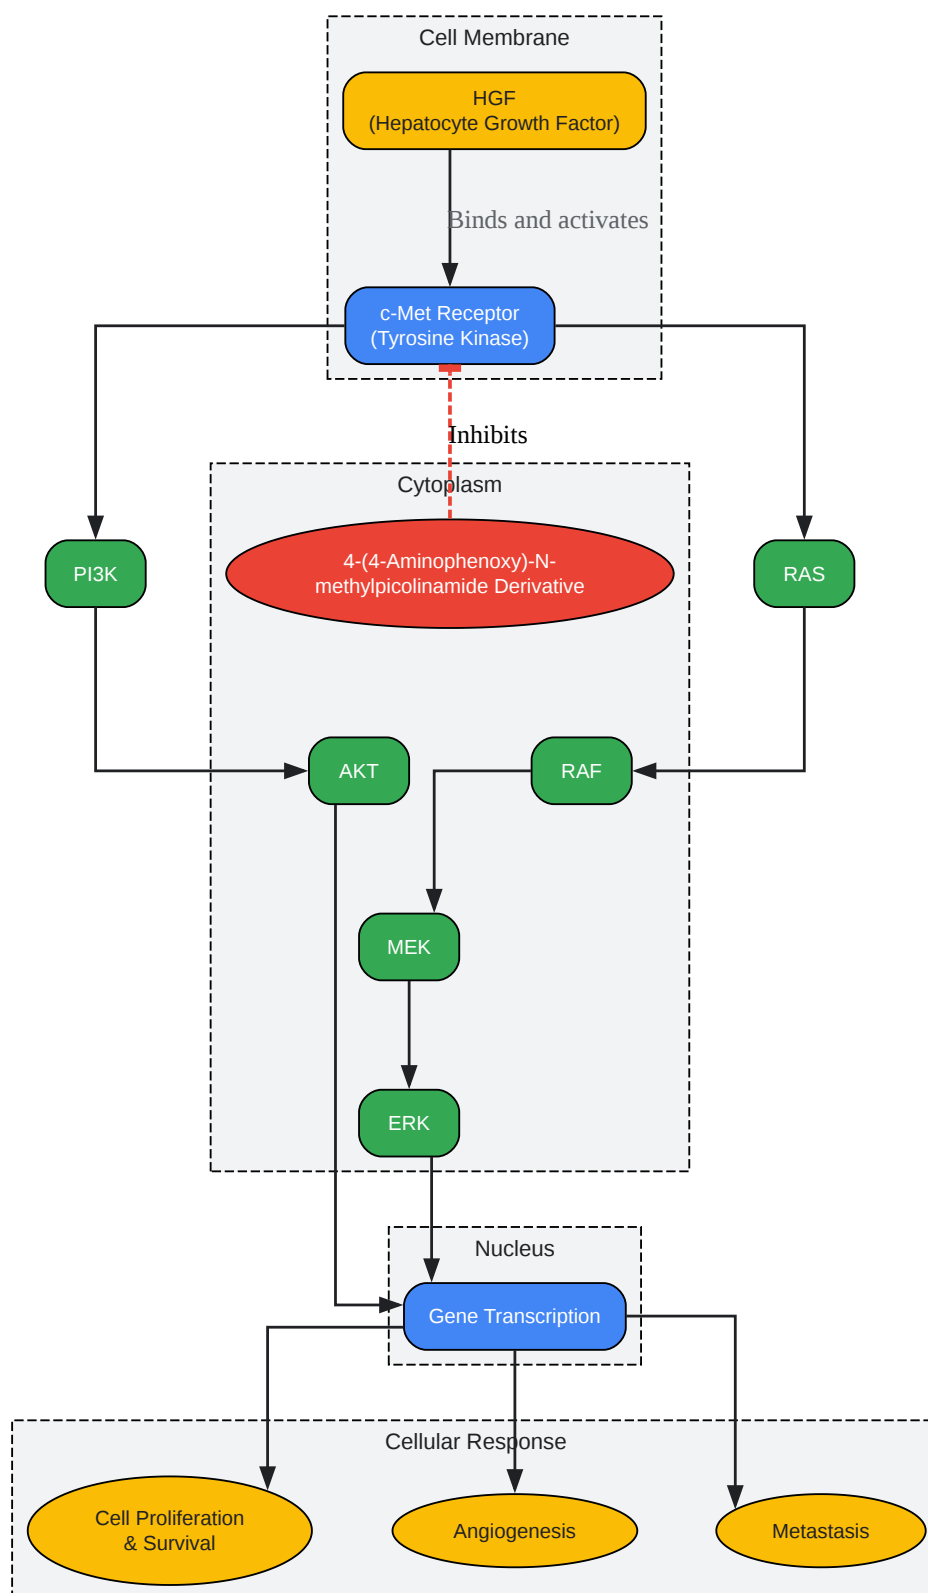 Cell Membrane
HGF
(Hepatocyte Growth Factor)
Binds and activates
c-Met Receptor
(Tyrosine Kinase)
Inhibits
Cytoplasm
4-(4-Aminophenoxy)-N-
methylpicolinamide Derivative
PI3K
RAS
AKT
RAF
MEK
ERK
Nucleus
Gene Transcription
Cellular Response
Cell Proliferation
& Survival
Angiogenesis
Metastasis